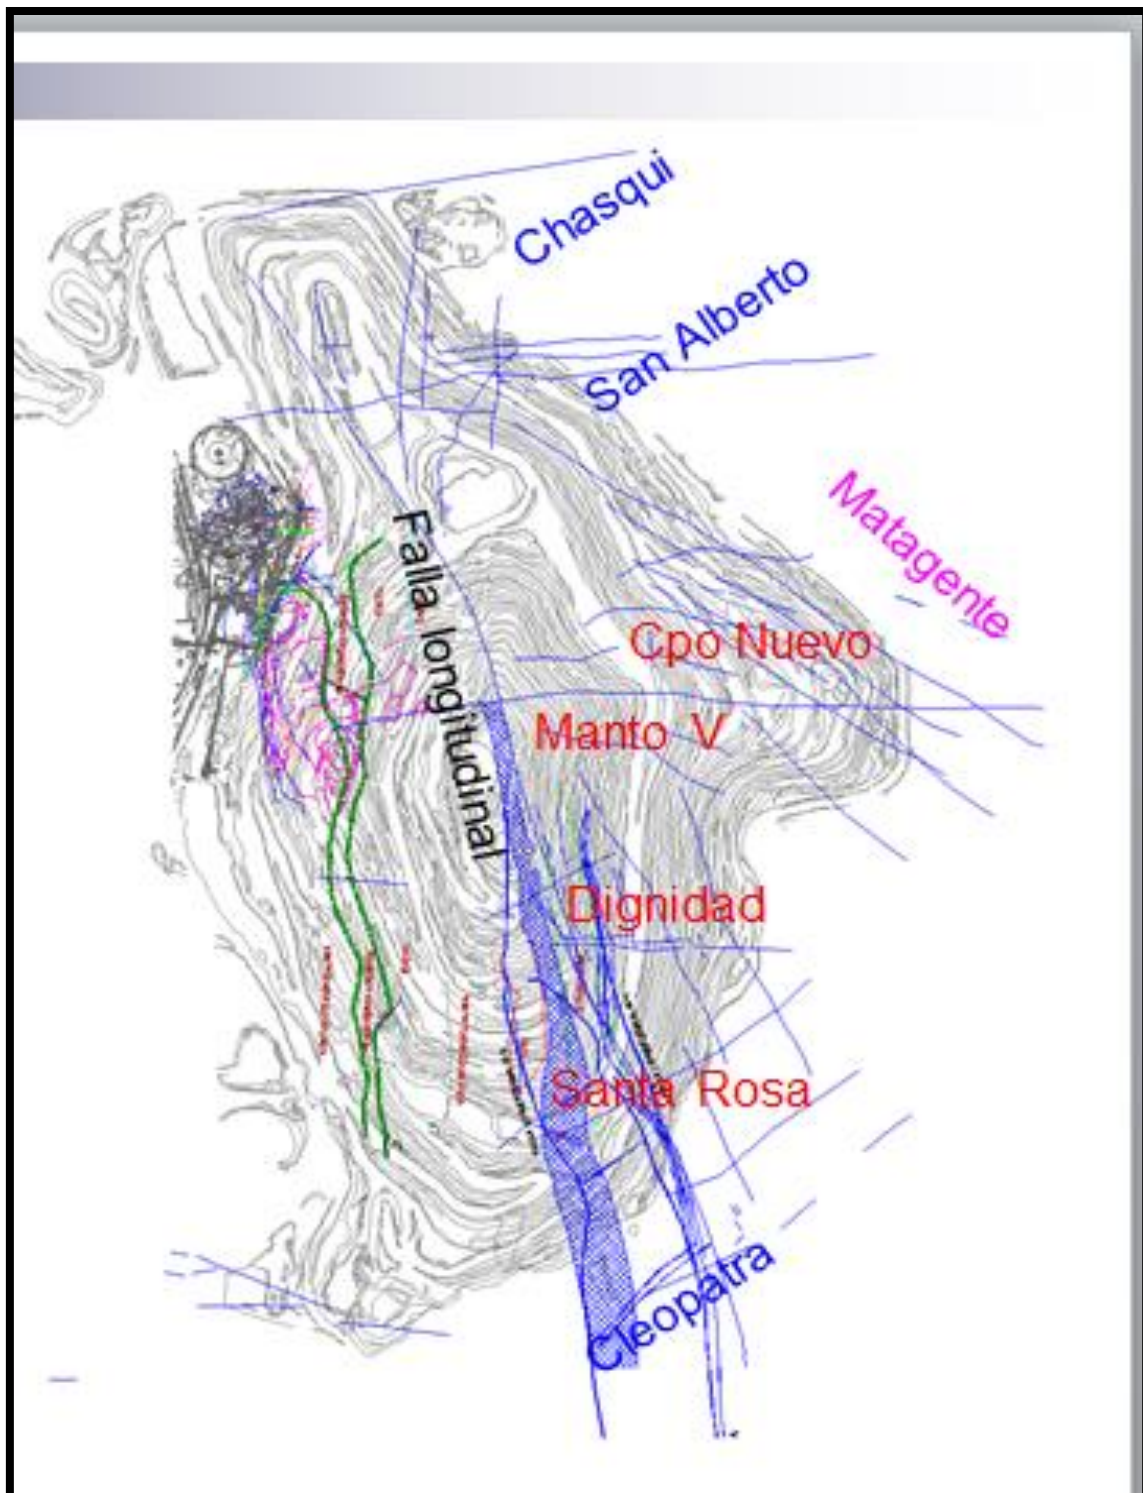 Chasqui
San Alberto
Matagente
Falla longitudinal
Cpo Nuevo
Manto V
Dignidad
Santa Rosa
Cleopatra